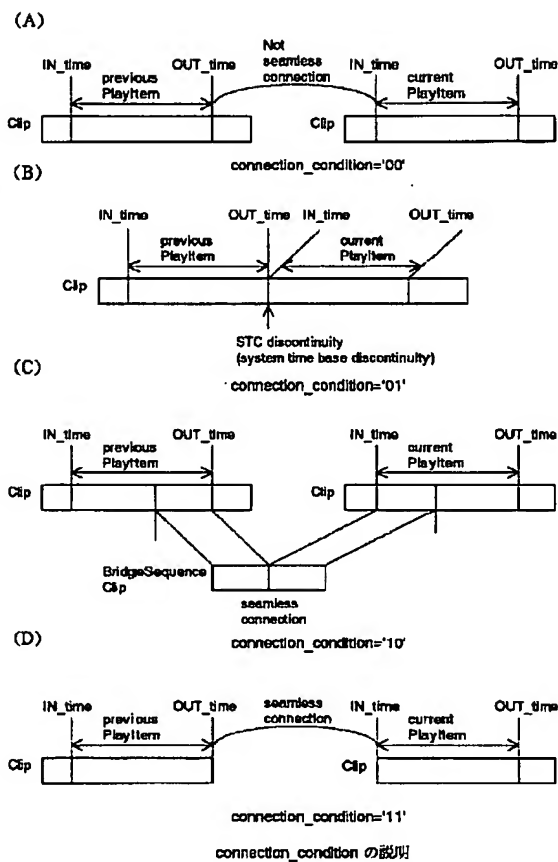 (A)
Not
seamless
connection
IN_time OUT_time IN_time OUT_time
previous
PlayItem
current
PlayItem
Clip Clip
connection_condition='00'
(B)
IN_time OUT_time IN_time OUT_time
previous
PlayItem
current
PlayItem
Clip
STC discontinuity
(system time base discontinuity)
connection_condition='01'
(C)
IN_time OUT_time IN_time OUT_time
previous
PlayItem
current
PlayItem
Clip Clip
BridgeSequence
Clip
seamless
connection
connection_condition='10'
(D)
IN_time OUT_time seamless IN_time OUT_time
connection
previous
PlayItem
current
PlayItem
Clip Clip
connection_condition='11'
connection_condition の説明